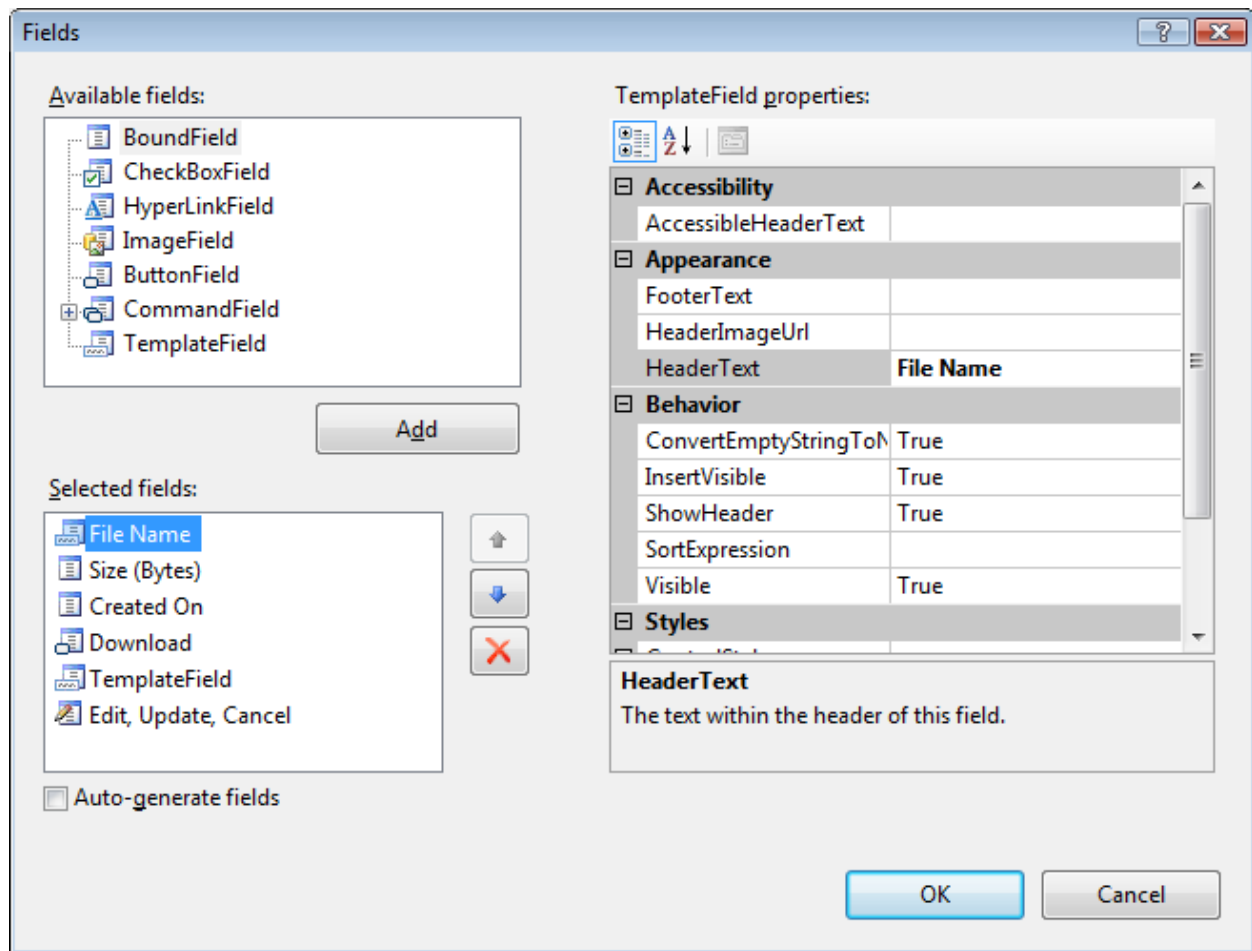 Fields
Available fields:
BoundField
CheckBoxField
HyperLinkField
ImageField
ButtonField
CommandField
TemplateField
Add
Selected fields:
File Name
Size (Bytes)
Created On
Download
TemplateField
Edit, Update, Cancel
Auto-generate fields
TemplateField properties:
Accessibility
AccessibleHeaderText
Appearance
FooterText
HeaderImageUrl
HeaderText File Name
Behavior
ConvertEmptyStringToN True
InsertVisible True
ShowHeader True
SortExpression
Visible True
Styles
HeaderText
The text within the header of this field.
OK Cancel